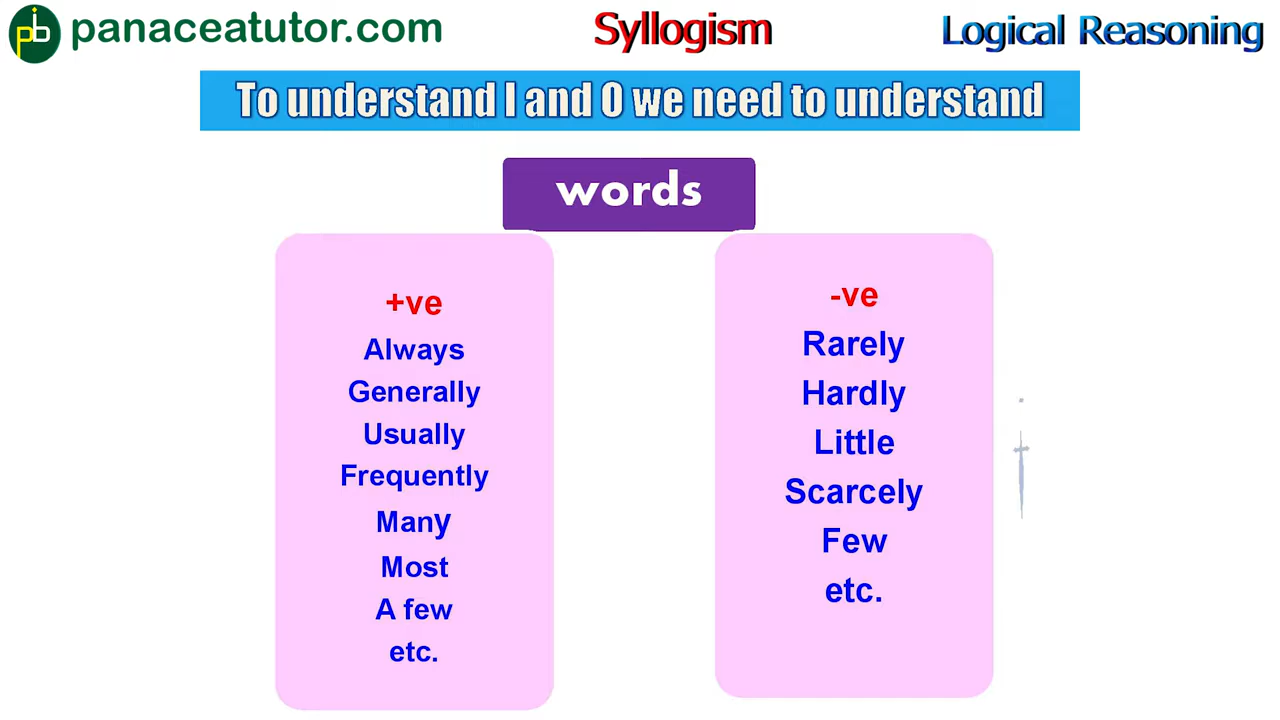 pb panaceatutor.com
Syllogism
Logical Reasoning
To understand I and O we need to understand
words
+ve
Always
Generally
Usually
Frequently
Many
Most
A few
etc.
-ve
Rarely
Hardly
Little
Scarcely
Few
etc.